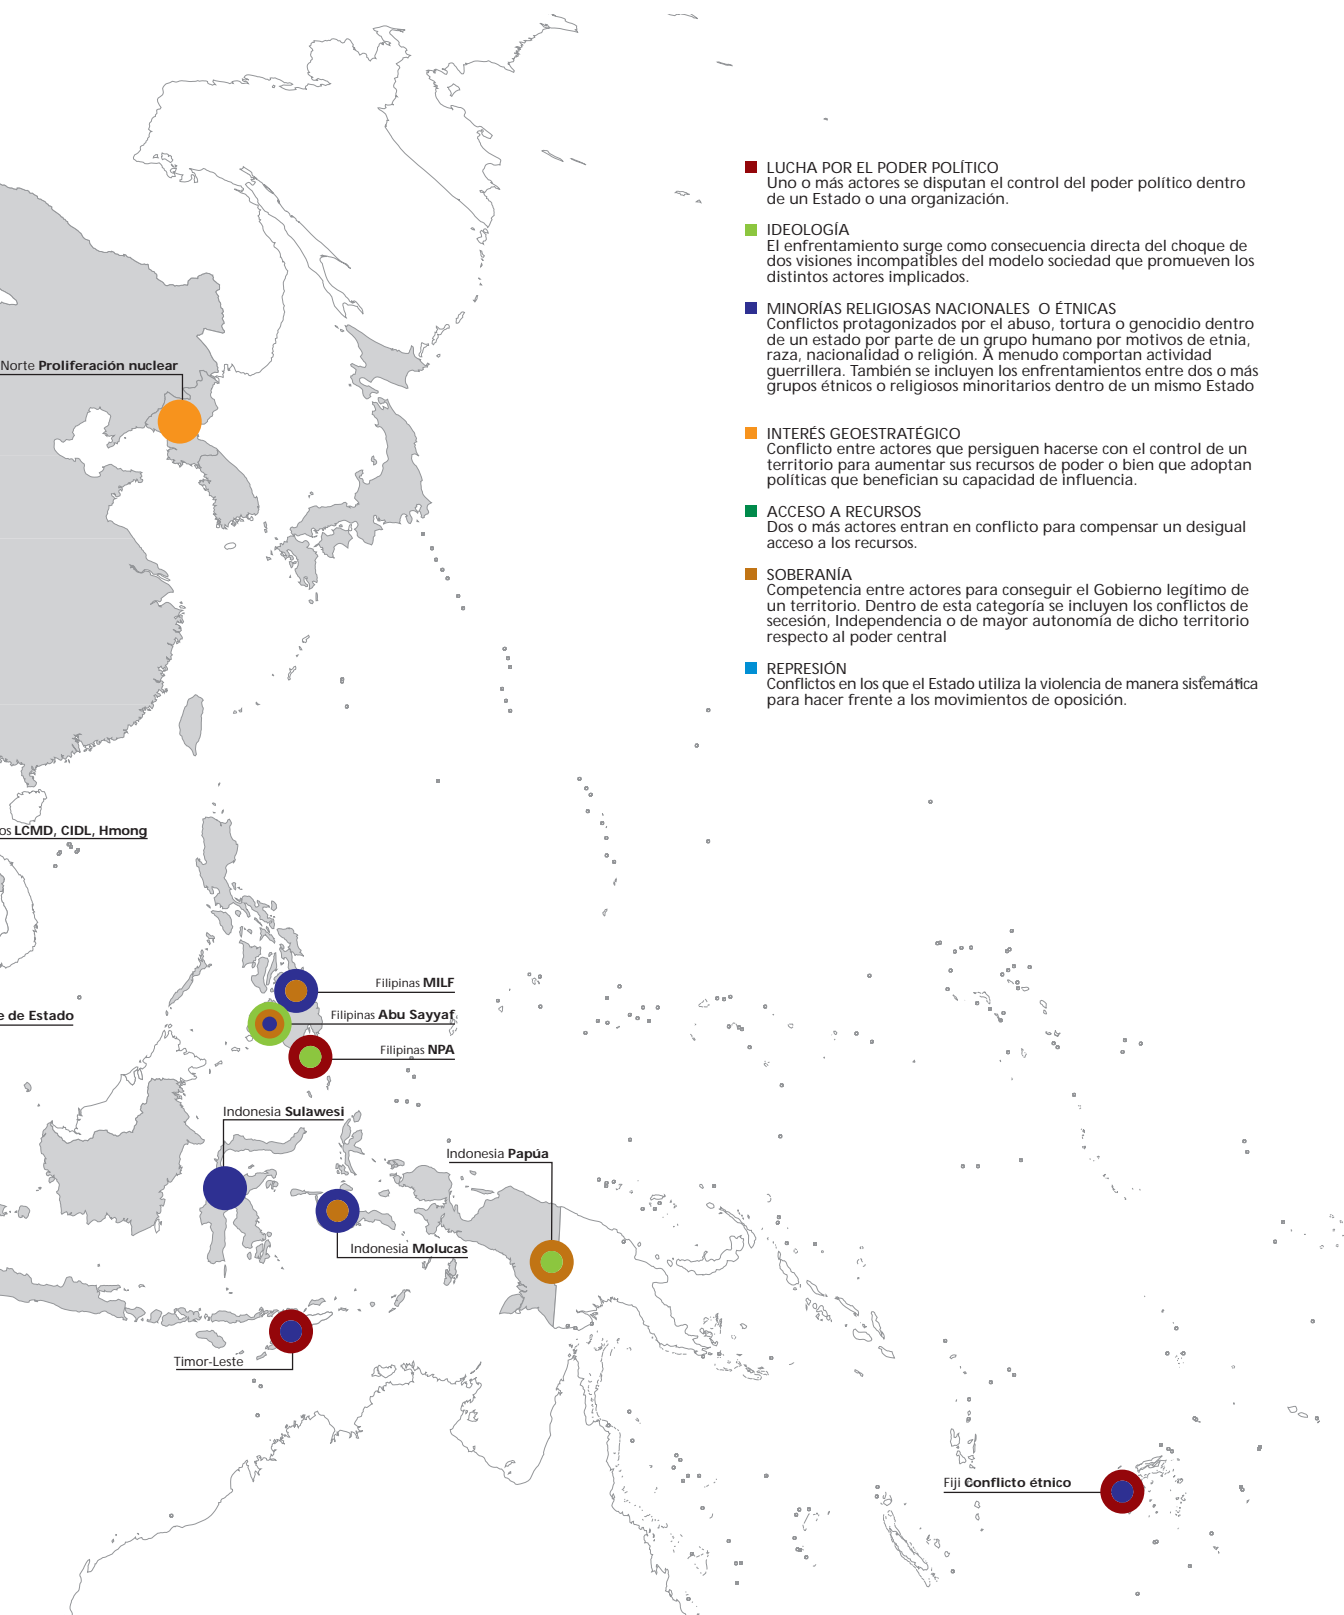 LUCHA POR EL PODER POLÍTICO
Uno o más actores se disputan el control del poder político dentro
de un Estado o una organización.
IDEOLOGÍA
El enfrentamiento surge como consecuencia directa del choque de
dos visiones incompatibles del modelo sociedad que promueven los
distintos actores implicados.
MINORÍAS RELIGIOSAS NACIONALES O ÉTNICAS
Conflictos protagonizados por el abuso, tortura o genocidio dentro
de un estado por parte de un grupo humano por motivos de etnia,
raza, nacionalidad o religión. A menudo comportan actividad
guerrillera. También se incluyen los enfrentamientos entre dos o más
grupos étnicos o religiosos minoritarios dentro de un mismo Estado
INTERÉS GEOESTRATÉGICO
Conflicto entre actores que persiguen hacerse con el control de un
territorio para aumentar sus recursos de poder o bien que adoptan
políticas que benefician su capacidad de influencia.
ACCESO A RECURSOS
Dos o más actores entran en conflicto para compensar un desigual
acceso a los recursos.
SOBERANÍA
Competencia entre actores para conseguir el Gobierno legítimo de
un territorio. Dentro de esta categoría se incluyen los conflictos de
secesión, Independencia o de mayor autonomía de dicho territorio
respecto al poder central
REPRESIÓN
Conflictos en los que el Estado utiliza la violencia de manera sistemática
para hacer frente a los movimientos de oposición.
Norte Proliferación nuclear
os LCMD, CIDL, Hmong
Filipinas MILF
e de Estado
Filipinas Abu Sayyaf
Filipinas NPA
Indonesia Sulawesi
Indonesia Papúa
Indonesia Molucas
Timor-Leste
Fiji Conflicto étnico